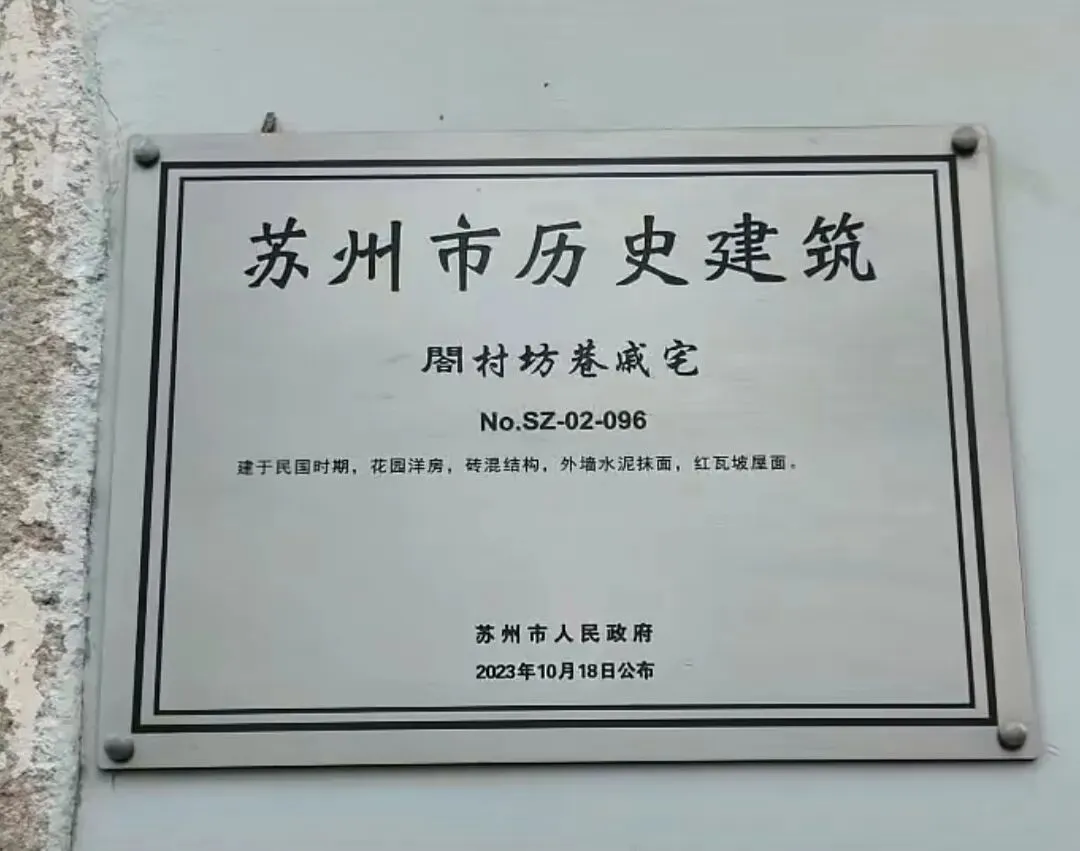 苏州市历史建筑
閤村坊巷戚宅
No.SZ-02-096
建于民国时期，花园洋房，砖混结构，外墙水泥抹面，红瓦坡屋面。
苏州市人民政府
2023年10月18日公布